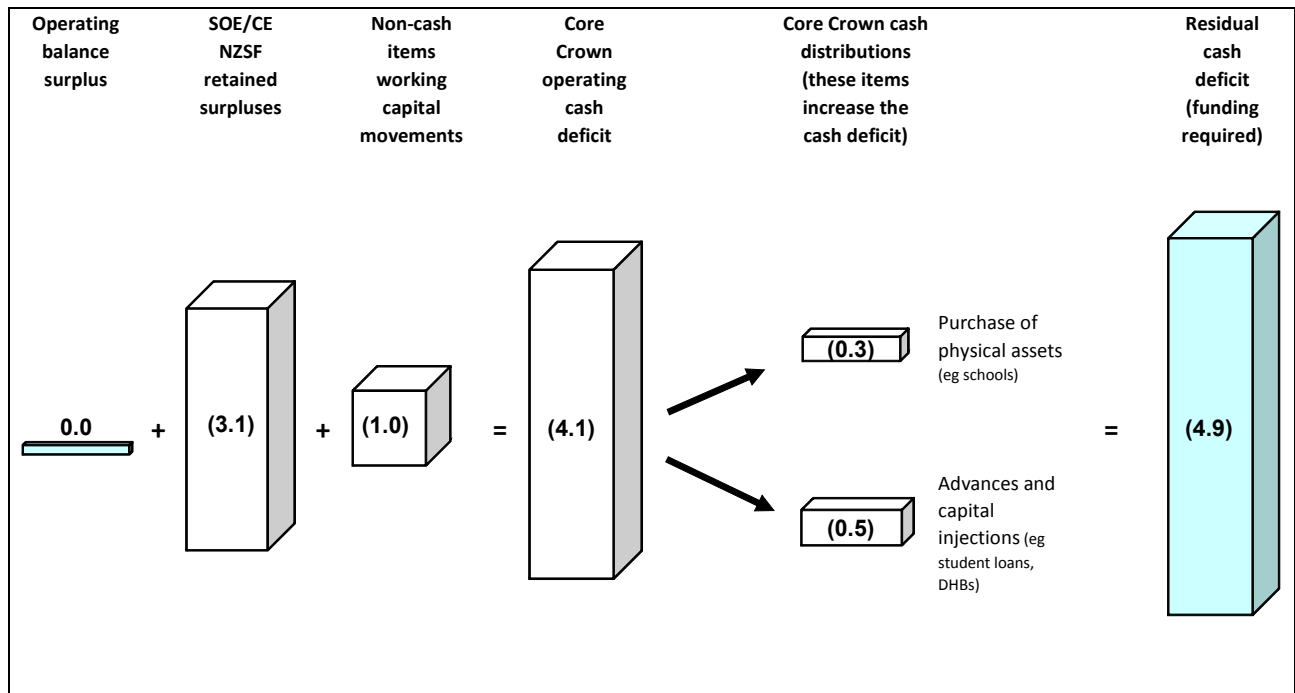 Operating
balance
surplus
SOE/CE
NZSF
retained
surpluses
Non-cash
items
working
capital
movements
Core
Crown
operating
cash
deficit
Core Crown cash
distributions
(these items
increase the
cash deficit)
Residual
cash
deficit
(funding
required)
0.0
+
(3.1)
+
(1.0)
=
(4.1)
(0.3)
Purchase of
physical assets
(eg schools)
(0.5)
Advances and
capital
injections (eg
student loans,
DHBs)
=
(4.9)